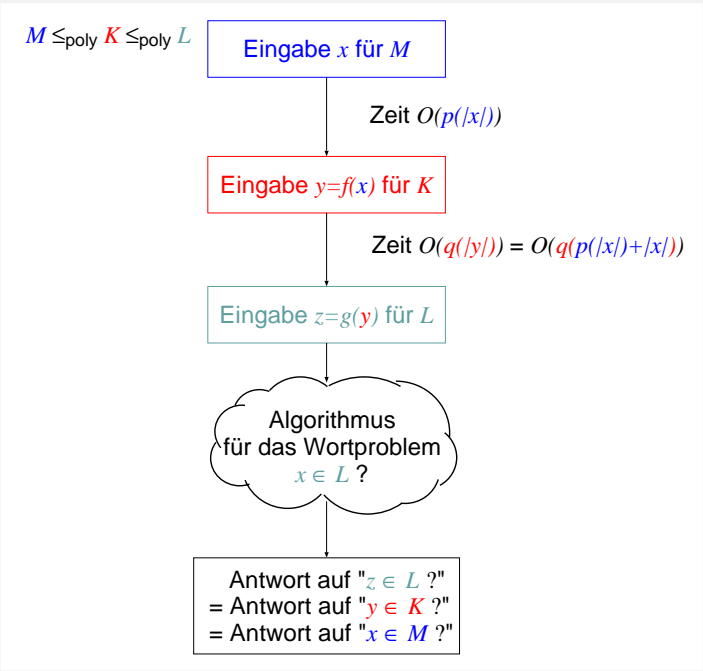 M ≤poly K ≤poly L
Eingabe x für M
Zeit O(p(|x|))
Eingabe y=f(x) für K
Zeit O(q(|y|)) = O(q(p(|x|)+|x|))
Eingabe z=g(y) für L
Algorithmus
für das Wortproblem
x ∈ L ?
Antwort auf "z ∈ L ?"
= Antwort auf "y ∈ K ?"
= Antwort auf "x ∈ M ?"